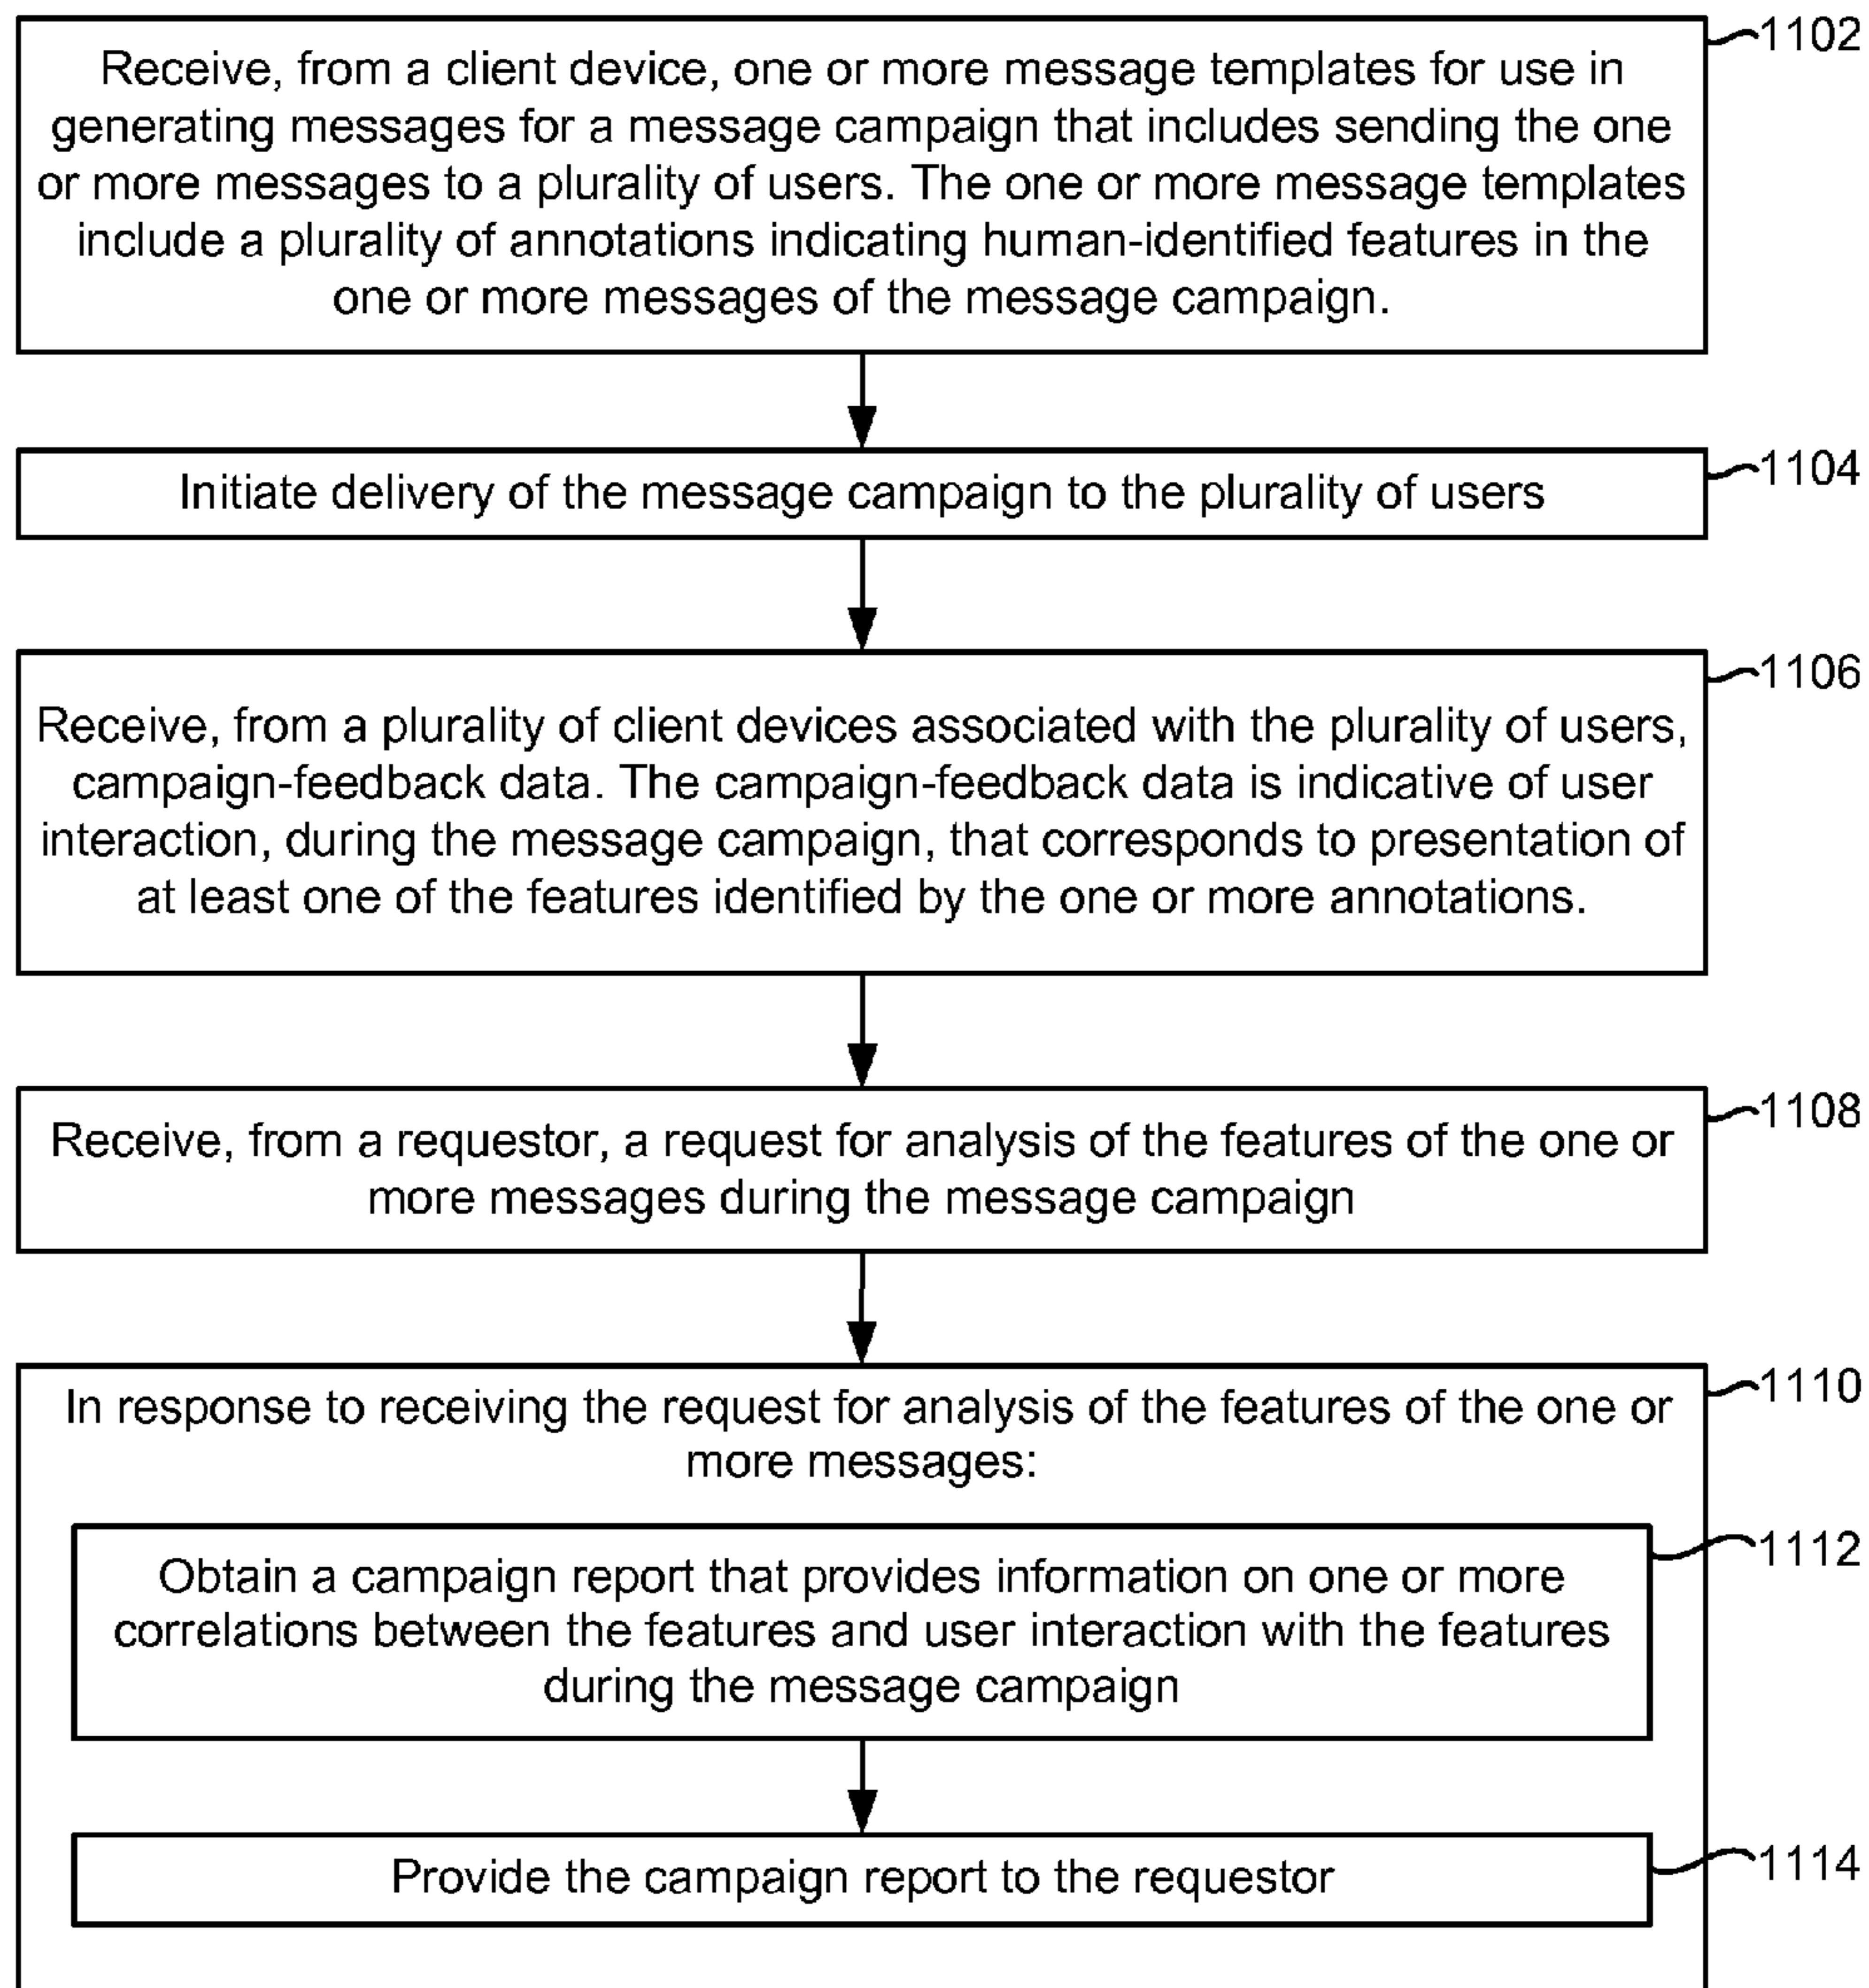 1102
Receive, from a client device, one or more message templates for use in
generating messages for a message campaign that includes sending the one
or more messages to a plurality of users. The one or more message templates
include a plurality of annotations indicating human-identified features in the
one or more messages of the message campaign.
1104
Initiate delivery of the message campaign to the plurality of users
1106
Receive, from a plurality of client devices associated with the plurality of users,
campaign-feedback data. The campaign-feedback data is indicative of user
interaction, during the message campaign, that corresponds to presentation of
at least one of the features identified by the one or more annotations.
1108
Receive, from a requestor, a request for analysis of the features of the one or
more messages during the message campaign
1110
In response to receiving the request for analysis of the features of the one or
more messages:
1112
Obtain a campaign report that provides information on one or more
correlations between the features and user interaction with the features
during the message campaign
1114
Provide the campaign report to the requestor